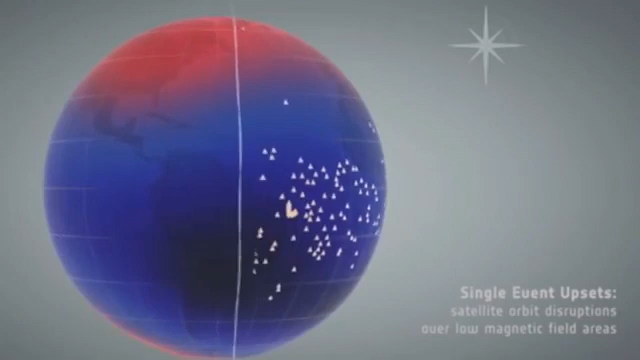 Single Event Upsets:
satellite orbit disruptions
over low magnetic field areas